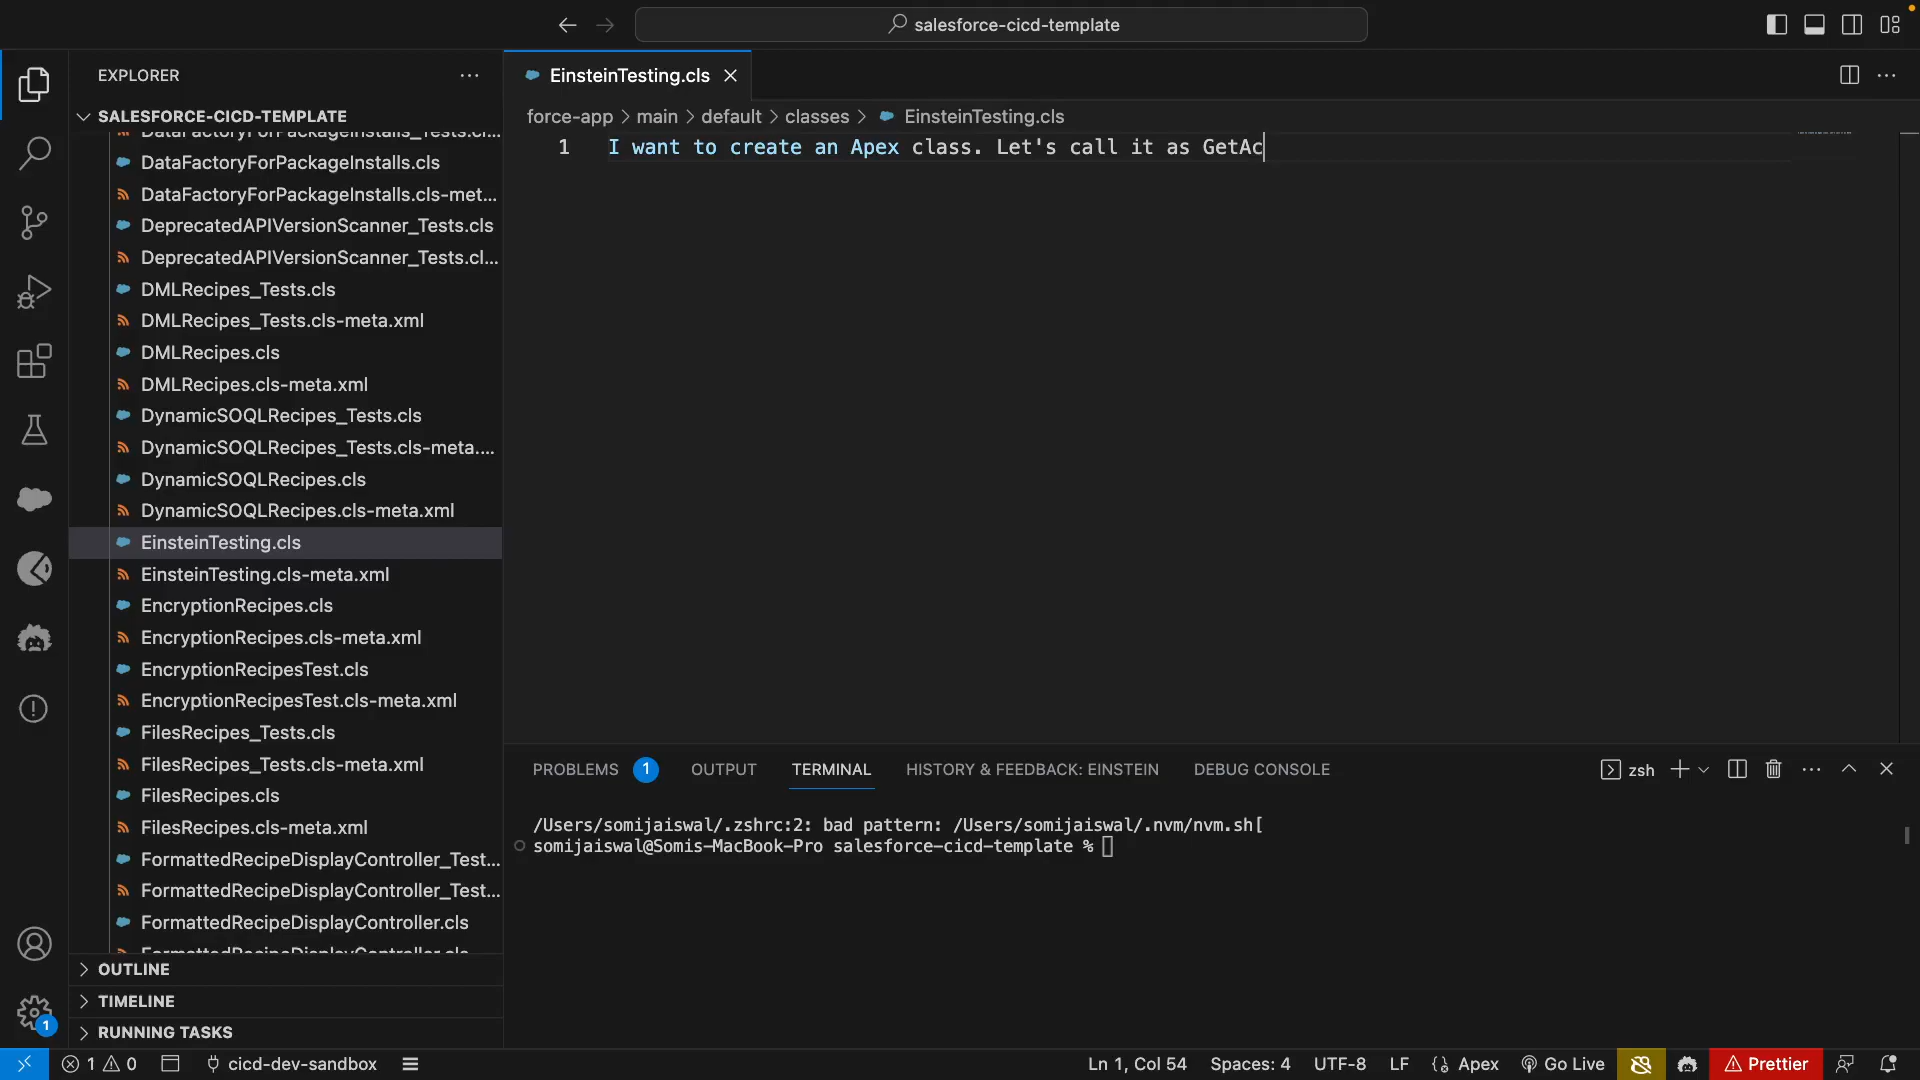 salesforce-cicd-template
EXPLORER
SALESFORCE-CICD-TEMPLATE
DataFactoryForPackageInstalls_Tests.cl...
DataFactoryForPackageInstalls.cls
DataFactoryForPackageInstalls.cls-met...
DeprecatedAPIVersionScanner_Tests.cls
DeprecatedAPIVersionScanner_Tests.cl...
DMLRecipes_Tests.cls
DMLRecipes_Tests.cls-meta.xml
DMLRecipes.cls
DMLRecipes.cls-meta.xml
DynamicSOQLRecipes_Tests.cls
DynamicSOQLRecipes_Tests.cls-meta....
DynamicSOQLRecipes.cls
DynamicSOQLRecipes.cls-meta.xml
EinsteinTesting.cls
EinsteinTesting.cls-meta.xml
EncryptionRecipes.cls
EncryptionRecipes.cls-meta.xml
EncryptionRecipesTest.cls
EncryptionRecipesTest.cls-meta.xml
FilesRecipes_Tests.cls
FilesRecipes_Tests.cls-meta.xml
FilesRecipes.cls
FilesRecipes.cls-meta.xml
FormattedRecipeDisplayController_Test...
FormattedRecipeDisplayController_Test...
FormattedRecipeDisplayController.cls
FormattedRecipeDisplayController.cls
OUTLINE
TIMELINE
RUNNING TASKS
1
EinsteinTesting.cls
force-app > main > default > classes > EinsteinTesting.cls
1 I want to create an Apex class. Let's call it as GetAc
PROBLEMS 1 OUTPUT TERMINAL HISTORY & FEEDBACK: EINSTEIN DEBUG CONSOLE zsh
/Users/somijaiswal/.zshrc:2: bad pattern: /Users/somijaiswal/.nvm/nvm.sh[
somijaiswal@Somis-MacBook-Pro salesforce-cicd-template %
1 0 cicd-dev-sandbox Ln 1, Col 54 Spaces: 4 UTF-8 LF {} Apex Go Live Prettier